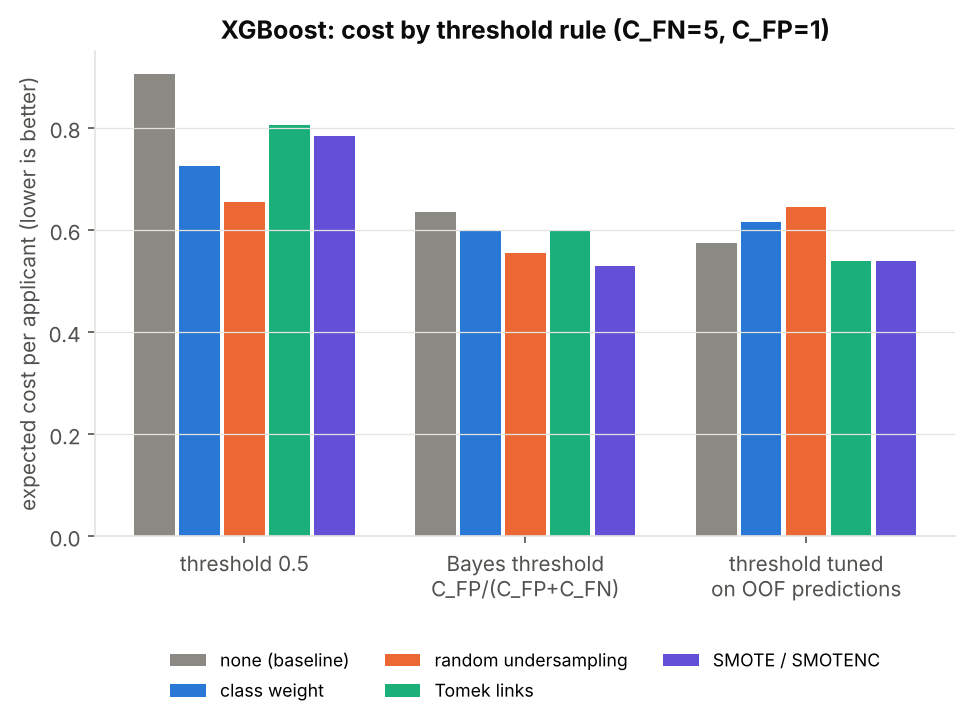 XGBoost: cost by threshold rule (C_FN=5, C_FP=1)
expected cost per applicant (lower is better)
0.8
0.6
0.4
0.2
0.0
threshold 0.5
Bayes threshold
C_FP/(C_FP+C_FN)
threshold tuned
on OOF predictions
none (baseline)
random undersampling
SMOTE / SMOTENC
class weight
Tomek links